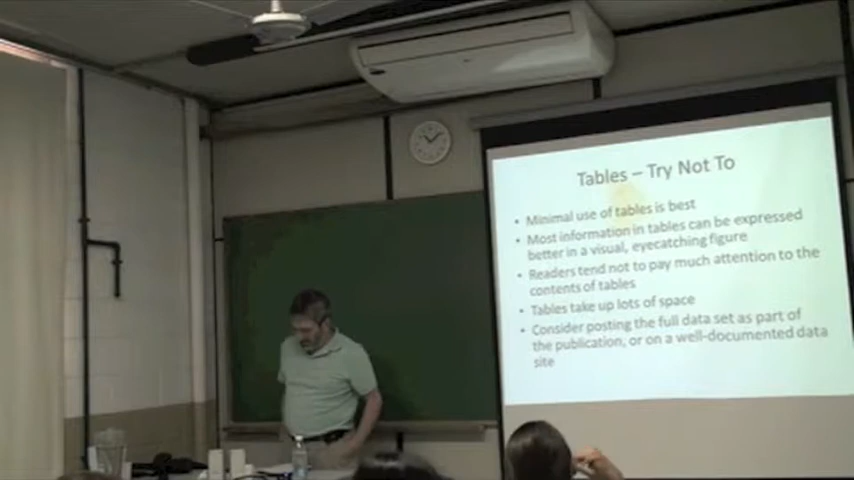 Tables – Try Not To
• Minimal use of tables is best
• Most information in tables can be expressed
better in a visual, eyecatching figure
• Readers tend not to pay much attention to the
contents of tables
• Tables take up lots of space
• Consider posting the full data set as part of
the publication, or on a well-documented data
site